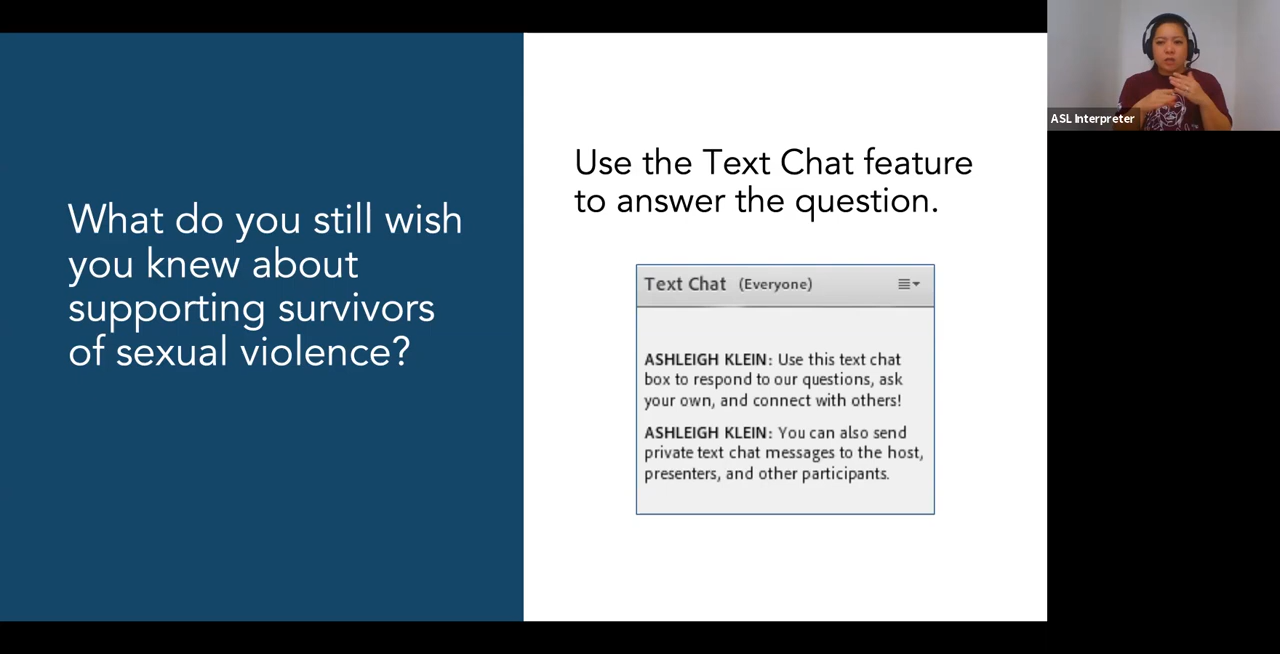 What do you still wish
you knew about
supporting survivors
of sexual violence?
Use the Text Chat feature
to answer the question.
Text Chat (Everyone)
ASHLEIGH KLEIN: Use this text chat
box to respond to our questions, ask
your own, and connect with others!
ASHLEIGH KLEIN: You can also send
private text chat messages to the host,
presenters, and other participants.
ASL Interpreter